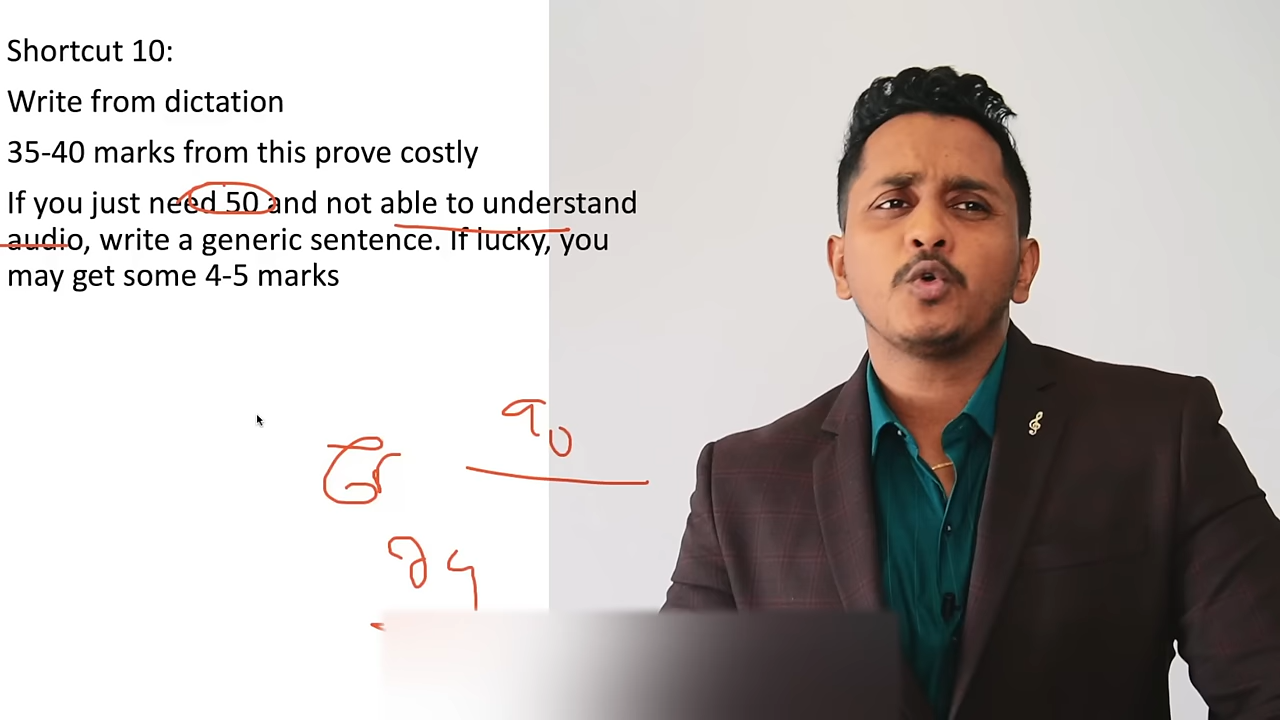 Shortcut 10:
Write from dictation
35-40 marks from this prove costly
If you just need 50 and not able to understand
audio, write a generic sentence. If lucky, you
may get some 4-5 marks
90
Gr